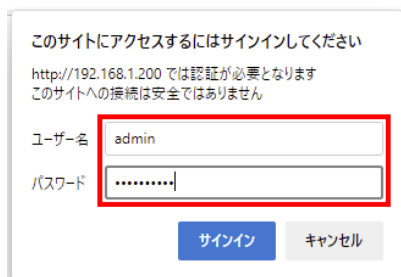 このサイトにアクセスするにはサインインしてください
http://192.168.1.200 では認証が必要となります
このサイトへの接続は安全ではありません
ユーザー名 admin
パスワード ••••••••••
サインイン キャンセル